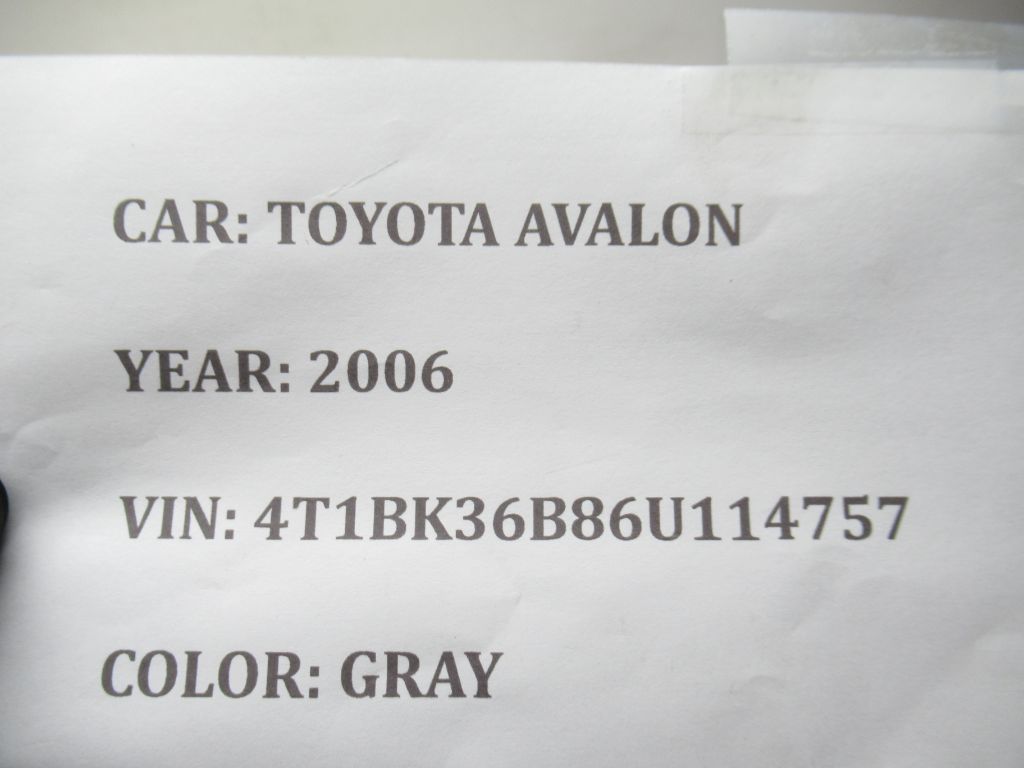 CAR: TOYOTA AVALON
YEAR: 2006
VIN: 4T1BK36B86U114757
COLOR: GRAY